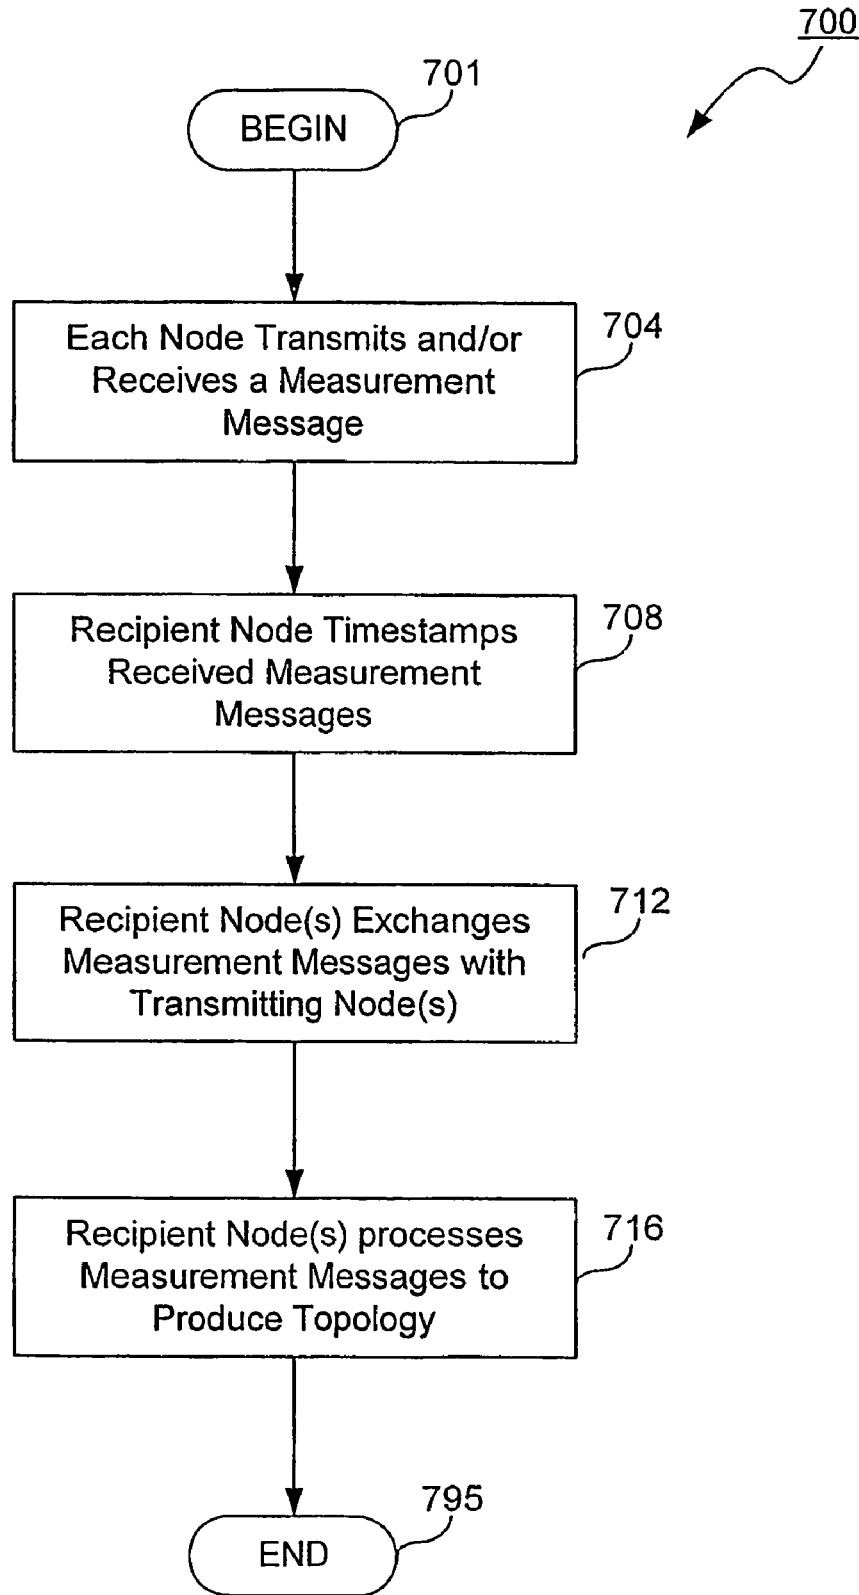 700
701
BEGIN
Each Node Transmits and/or
Receives a Measurement
Message
704
Recipient Node Timestamps
Received Measurement
Messages
708
Recipient Node(s) Exchanges
Measurement Messages with
Transmitting Node(s)
712
Recipient Node(s) processes
Measurement Messages to
Produce Topology
716
795
END